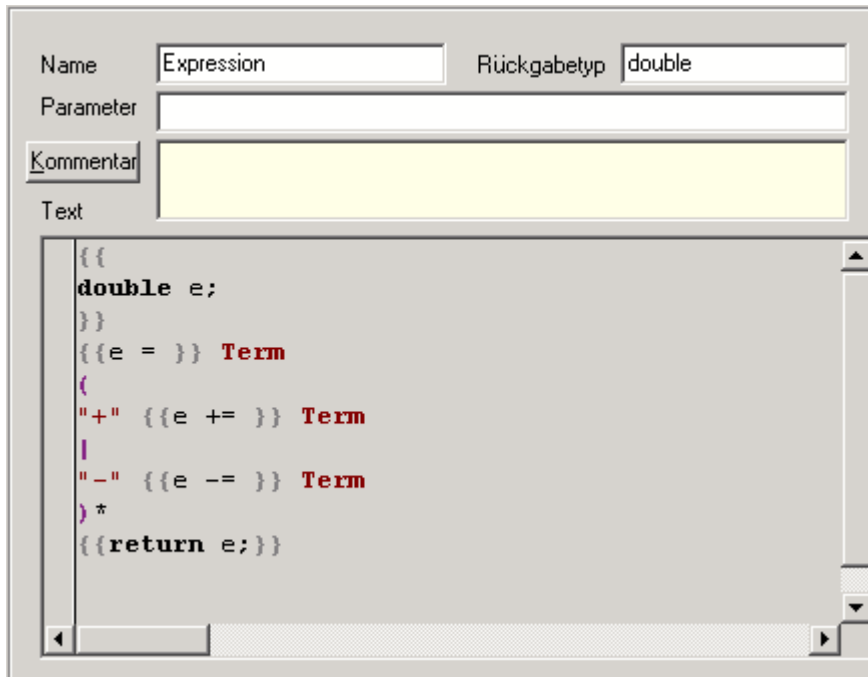 Name Expression Rückgabetyp double
Parameter
Kommentar
Text
{{
double e;
}}
{{e = }} Term
(
"+" {{e += }} Term
|
"-" {{e -= }} Term
)*
{{return e;}}